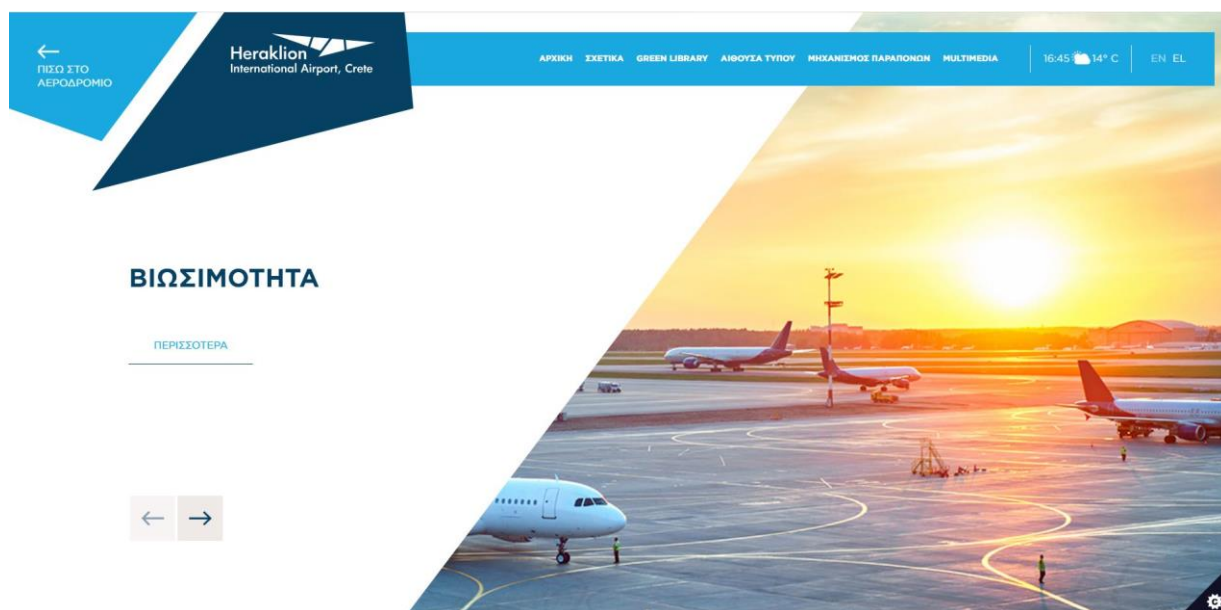 ΠΙΣΩ ΣΤΟ
ΑΕΡΟΔΡΟΜΙΟ
Heraklion
International Airport, Crete
ΑΡΧΙΚΗ ΣΧΕΤΙΚΑ GREEN LIBRARY ΑΙΘΟΥΣΑ ΤΥΠΟΥ ΜΗΧΑΝΙΣΜΟΣ ΠΑΡΑΠΟΝΩΝ MULTIMEDIA 16:45 14° C EN EL
ΒΙΩΣΙΜΟΤΗΤΑ
ΠΕΡΙΣΣΟΤΕΡΑ